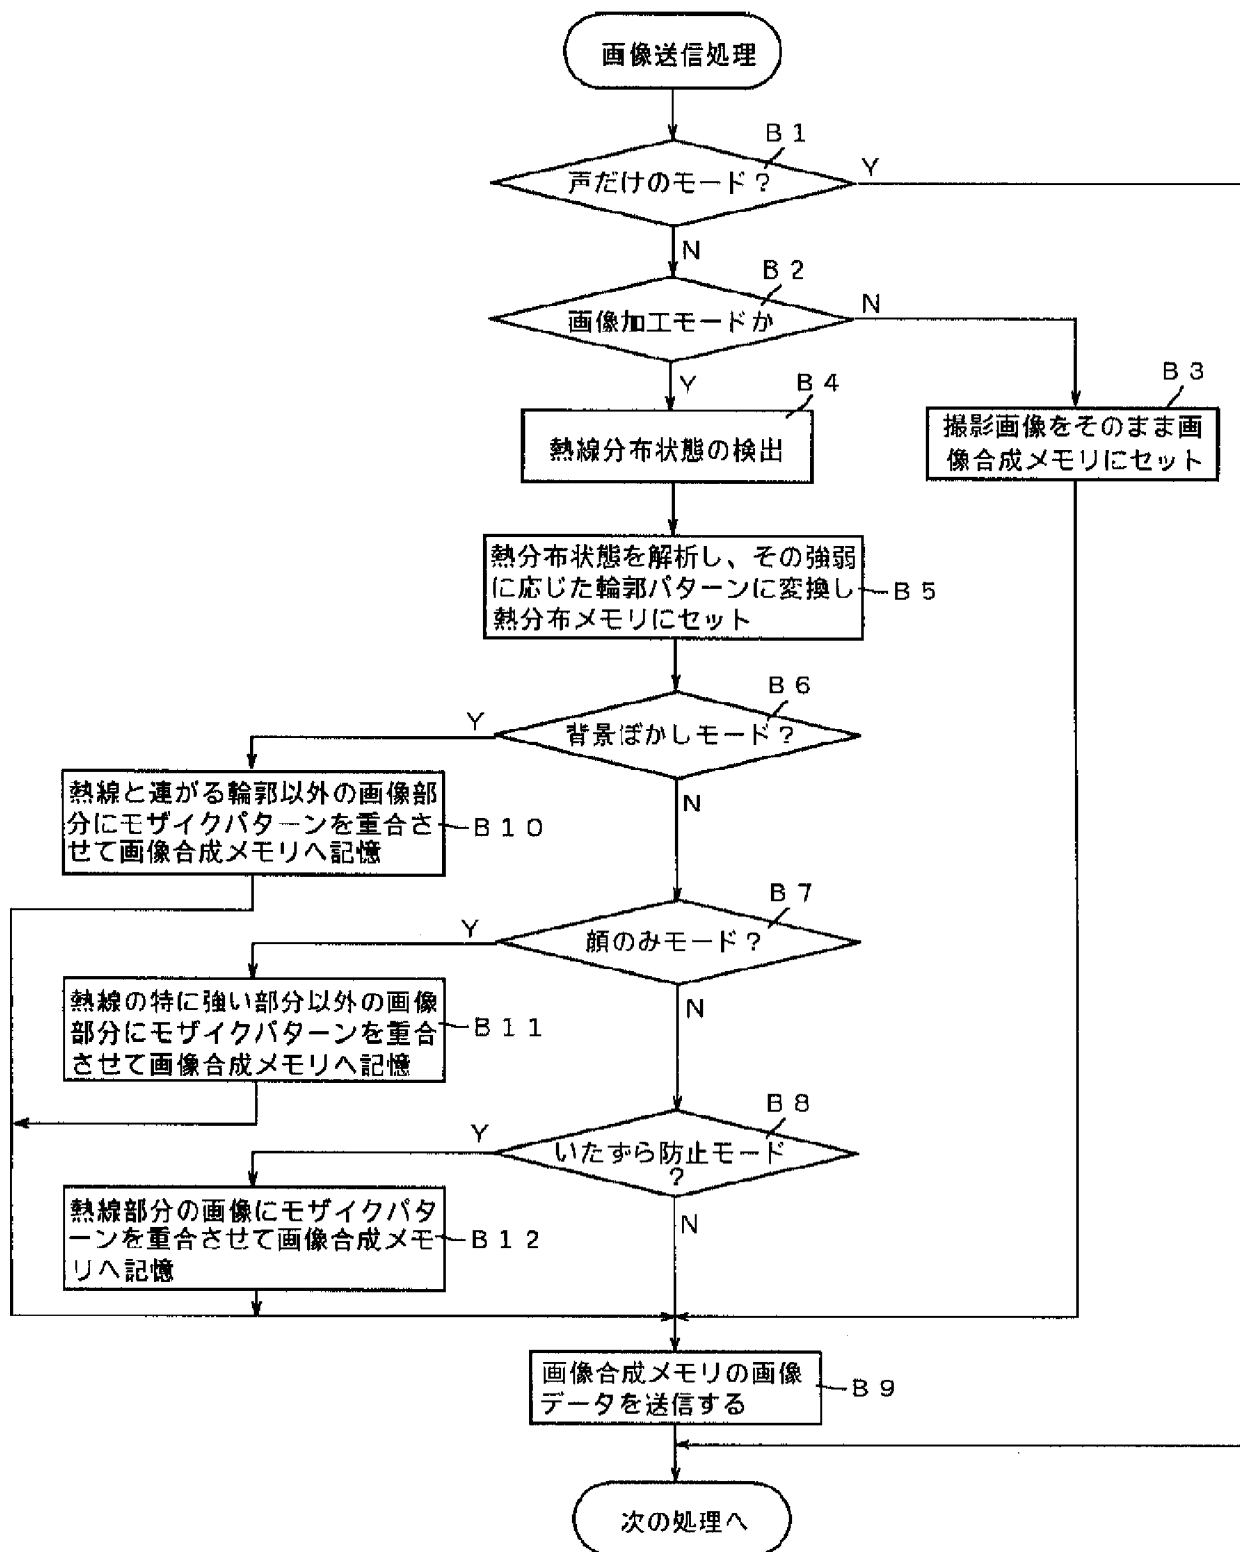 画像送信処理
B1
声だけのモード?
Y
N
B2
画像加工モードか
N
Y
B3
撮影画像をそのまま画
像合成メモリにセット
B4
熱線分布状態の検出
熱分布状態を解析し、その強弱
に応じた輪郭パターンに変換し
熱分布メモリにセット
B5
B6
背景ぼかしモード?
Y
N
熱線と連がる輪郭以外の画像部
分にモザイクパターンを重合さ
せて画像合成メモリへ記憶
B10
B7
顔のみモード?
Y
N
熱線の特に強い部分以外の画像
部分にモザイクパターンを重合
させて画像合成メモリへ記憶
B11
B8
いたずら防止モード
?
Y
N
熱線部分の画像にモザイクパタ
ーンを重合させて画像合成メモ
リへ記憶
B12
画像合成メモリの画像
データを送信する
B9
次の処理へ